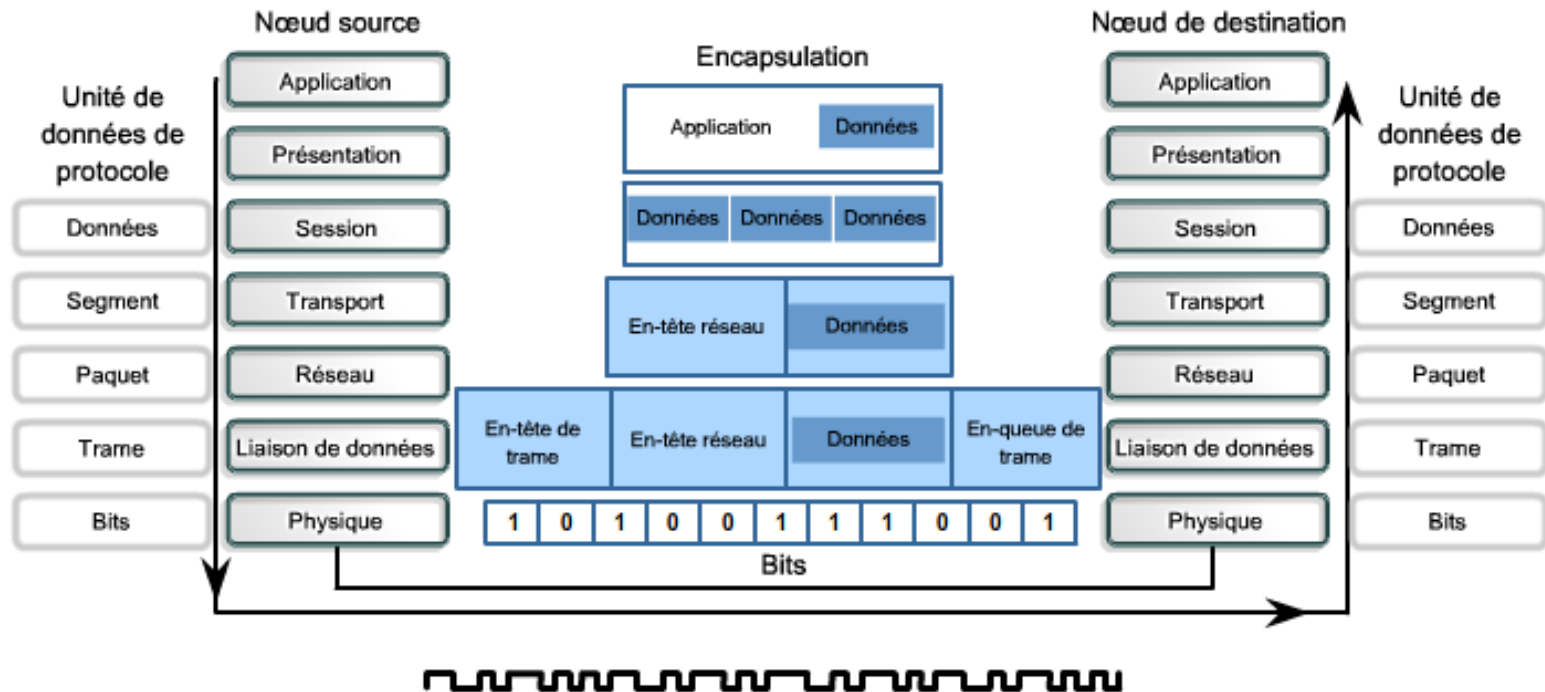 Nœud source
Nœud de destination
Encapsulation
Unité de
données de
protocole
Données
Segment
Paquet
Trame
Bits
Application
Présentation
Session
Transport
Réseau
Liaison de données
Physique
Application Données
Données Données Données
En-tête réseau Données
En-tête de
trame
En-tête réseau
Données
En-queue de
trame
1 0 1 0 0 1 1 1 0 0 1
Bits
Application
Présentation
Session
Transport
Réseau
Liaison de données
Physique
Unité de
données de
protocole
Données
Segment
Paquet
Trame
Bits